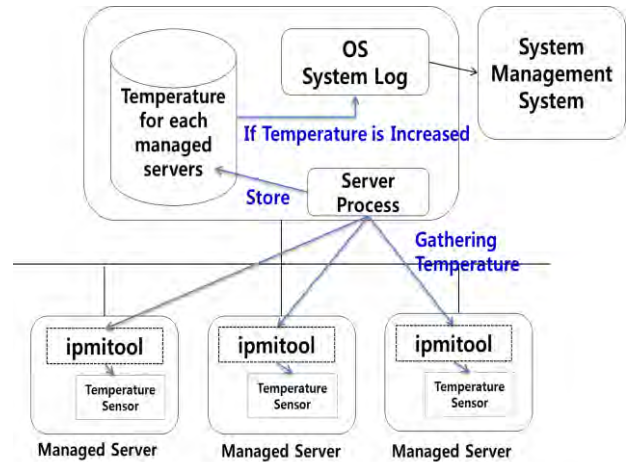 OS
System Log
System
Management
System
Temperature
for each
managed
servers
If Temperature is Increased
Store
Server
Process
Gathering
Temperature
ipmitool
Temperature
Sensor
Managed Server
ipmitool
Temperature
Sensor
Managed Server
ipmitool
Temperature
Sensor
Managed Server